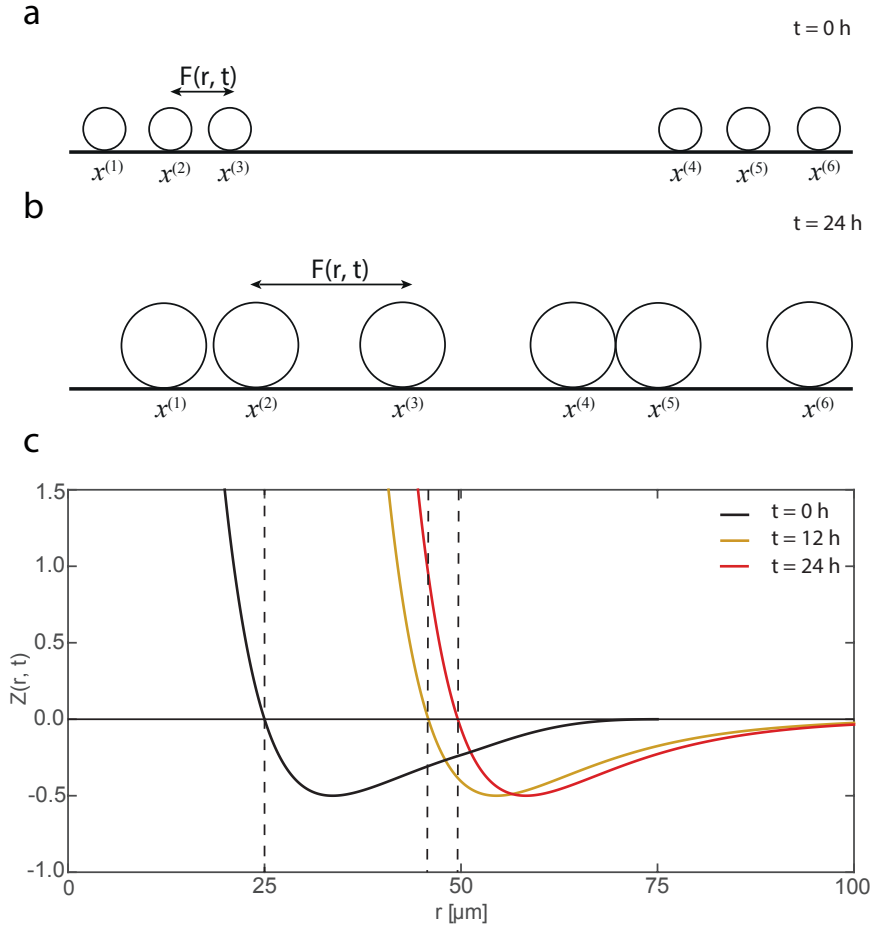 a
t = 0 h
F(r, t)
x(1) x(2) x(3) x(4) x(5) x(6)
b
t = 24 h
F(r, t)
x(1) x(2) x(3) x(4) x(5) x(6)
c
1.5
t = 0 h
t = 12 h
1.0
t = 24 h
0.5
Z(r, t)
0.0
-0.5
-1.0
0 25 50 75 100
r [µm]